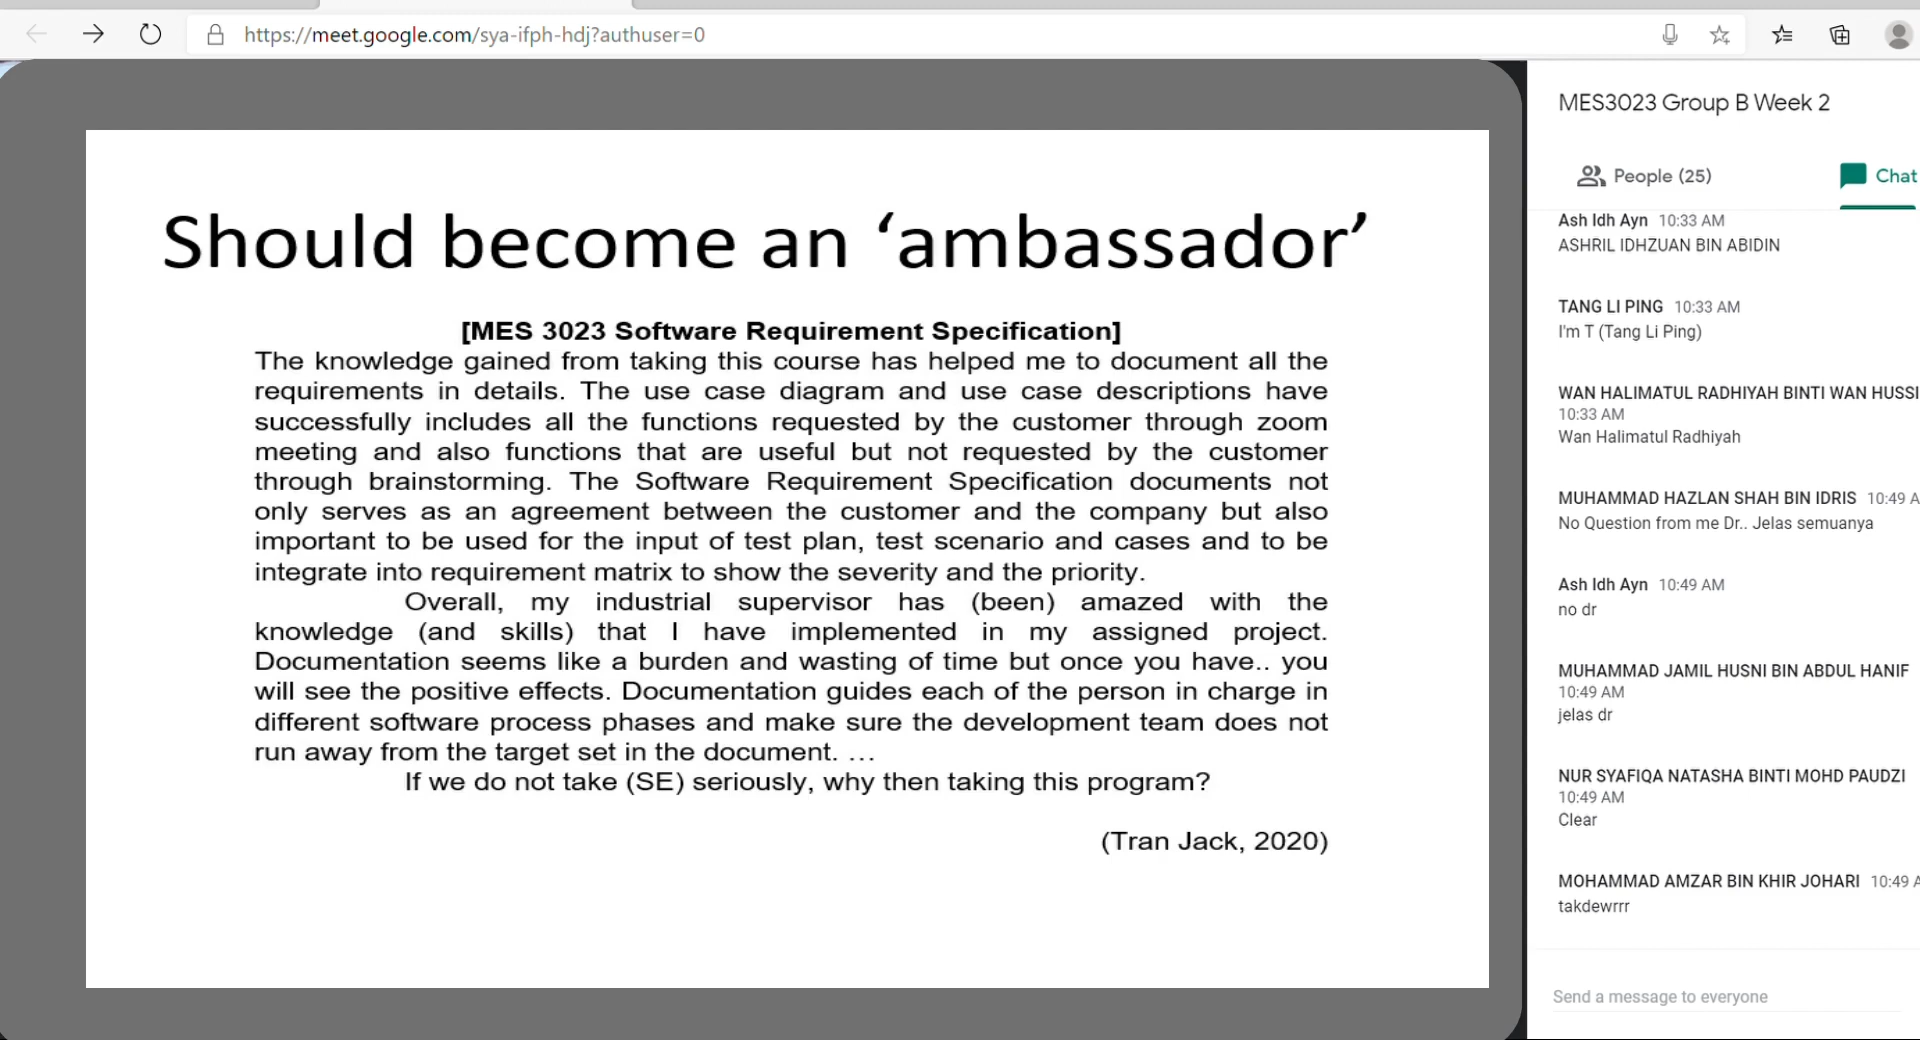 https://meet.google.com/sya-ifph-hdj?authuser=0
Should become an ‘ambassador’
[MES 3023 Software Requirement Specification]
The knowledge gained from taking this course has helped me to document all the
requirements in details. The use case diagram and use case descriptions have
successfully includes all the functions requested by the customer through zoom
meeting and also functions that are useful but not requested by the customer
through brainstorming. The Software Requirement Specification documents not
only serves as an agreement between the customer and the company but also
important to be used for the input of test plan, test scenario and cases and to be
integrate into requirement matrix to show the severity and the priority.
Overall, my industrial supervisor has (been) amazed with the
knowledge (and skills) that I have implemented in my assigned project.
Documentation seems like a burden and wasting of time but once you have.. you
will see the positive effects. Documentation guides each of the person in charge in
different software process phases and make sure the development team does not
run away from the target set in the document. …
If we do not take (SE) seriously, why then taking this program?
(Tran Jack, 2020)
MES3023 Group B Week 2
People (25)
Chat
Ash Idh Ayn 10:33 AM
ASHRIL IDHZUAN BIN ABIDIN
TANG LI PING 10:33 AM
I'm T (Tang Li Ping)
WAN HALIMATUL RADHIYAH BINTI WAN HUSSI
10:33 AM
Wan Halimatul Radhiyah
MUHAMMAD HAZLAN SHAH BIN IDRIS 10:49 A
No Question from me Dr.. Jelas semuanya
Ash Idh Ayn 10:49 AM
no dr
MUHAMMAD JAMIL HUSNI BIN ABDUL HANIF
10:49 AM
jelas dr
NUR SYAFIQA NATASHA BINTI MOHD PAUDZI
10:49 AM
Clear
MOHAMMAD AMZAR BIN KHIR JOHARI 10:49 A
takdewrrr
Send a message to everyone